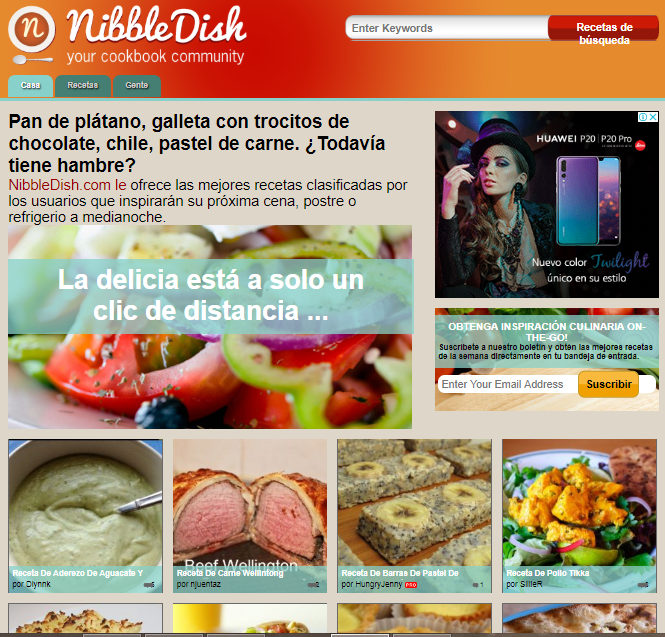 N NibbleDish
your cookbook community
Enter Keywords
Recetas de
búsqueda
Casa Recetas Gente
Pan de plátano, galleta con trocitos de
chocolate, chile, pastel de carne. ¿Todavía
tiene hambre?
NibbleDish.com le ofrece las mejores recetas clasificadas por
los usuarios que inspirarán su próxima cena, postre o
refrigerio a medianoche.
La delicia está a solo un
clic de distancia ...
HUAWEI P20 | P20 Pro
Nuevo color Twilight
único en su estilo
OBTENGA INSPIRACIÓN CULINARIA ON-
THE-GO!
Suscríbete a nuestro boletín y obtén las mejores recetas
de la semana directamente en tu bandeja de entrada.
Enter Your Email Address
Suscribir
Receta De Aderezo De Aguacate Y
por Dlynnk
Beef Wellington
Receta De Carne Wellintong
por njuentaz
Receta De Barras De Pastel De
por HungryJenny PRO 1
Receta De Pollo Tikka
por SillieR